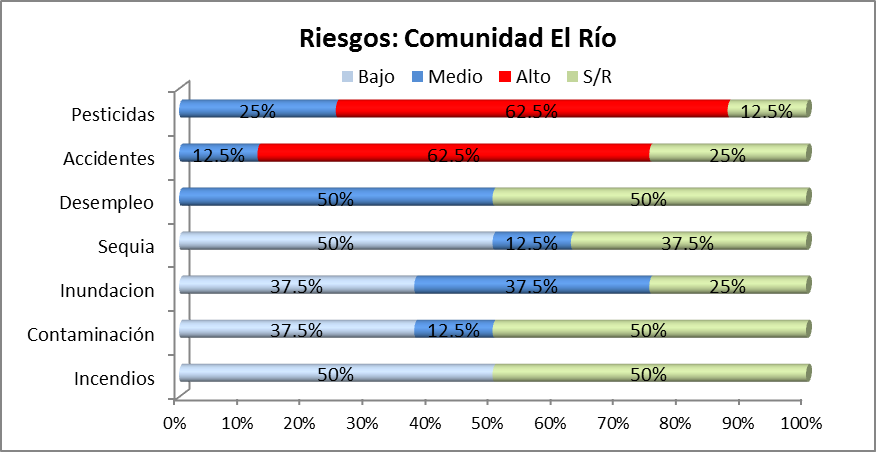 Riesgos: Comunidad El Río
Bajo Medio Alto S/R
Pesticidas 25% 62.5% 12.5%
Accidentes 12.5% 62.5% 25%
Desempleo 50% 50%
Sequia 50% 12.5% 37.5%
Inundacion 37.5% 37.5% 25%
Contaminación 37.5% 12.5% 50%
Incendios 50% 50%
0% 10% 20% 30% 40% 50% 60% 70% 80% 90% 100%